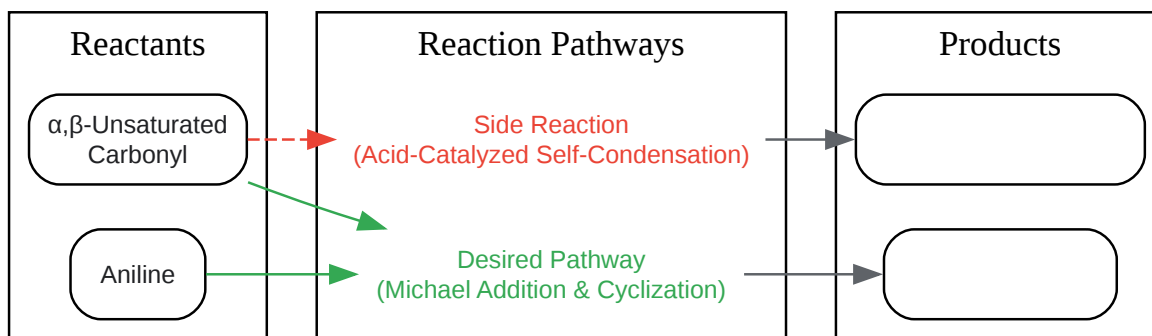 Reactants
Reaction Pathways
Products
α,β-Unsaturated
Carbonyl
Side Reaction
(Acid-Catalyzed Self-Condensation)
Aniline
Desired Pathway
(Michael Addition & Cyclization)